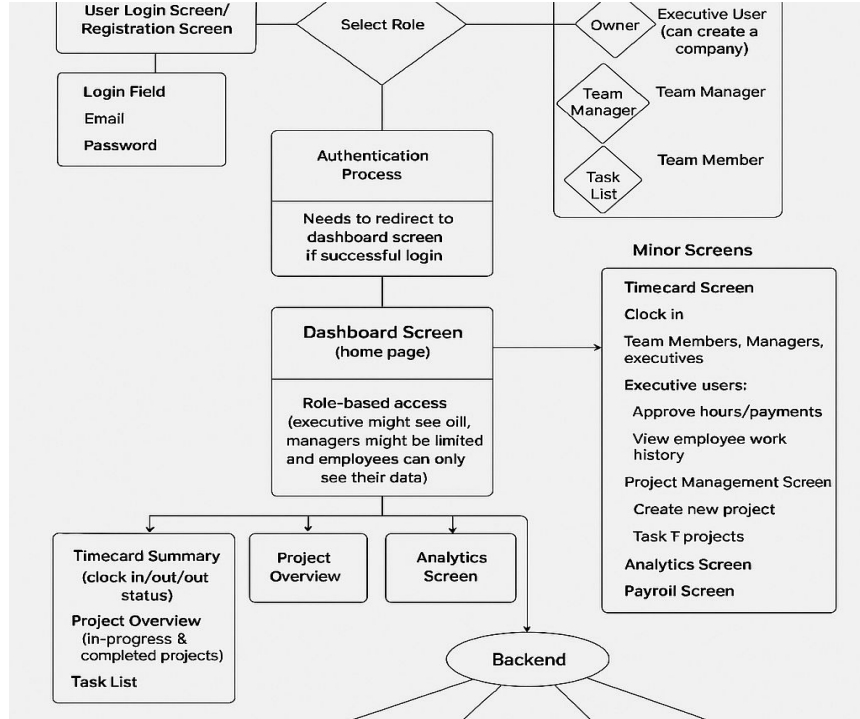 User Login Screen/
Registration Screen
Select Role
Owner
Executive User
(can create a
company)
Team
Manager
Team Manager
Task
List
Team Member
Login Field
Email
Password
Authentication
Process
Needs to redirect to
dashboard screen
if successful login
Dashboard Screen
(home page)
Role-based access
(executive might see oill,
managers might be limited
and employees can only
see their data)
Minor Screens
Timecard Screen
Clock in
Team Members, Managers,
executives
Executive users:
Approve hours/payments
View employee work
history
Project Management Screen
Create new project
Task Ŧ projects
Analytics Screen
Payroil Screen
Timecard Summary
(clock in/out/out
status)
Project Overview
(in-progress &
completed projects)
Task List
Project
Overview
Analytics
Screen
Backend